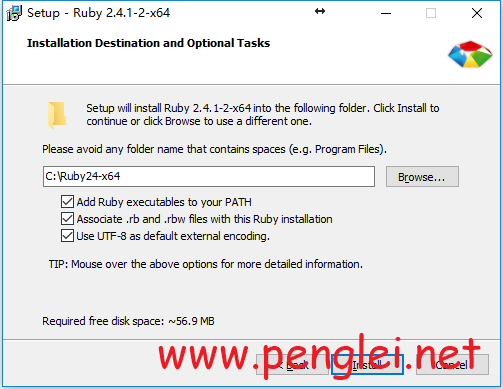 Setup - Ruby 2.4.1-2-x64
Installation Destination and Optional Tasks
Setup will install Ruby 2.4.1-2-x64 into the following folder. Click Install to
continue or click Browse to use a different one.
Please avoid any folder name that contains spaces (e.g. Program Files).
C:\Ruby24-x64
Browse...
Add Ruby executables to your PATH
Associate .rb and .rbw files with this Ruby installation
Use UTF-8 as default external encoding.
TIP: Mouse over the above options for more detailed information.
Required free disk space: ~56.9 MB
www.penglei.net
< Back Install Cancel